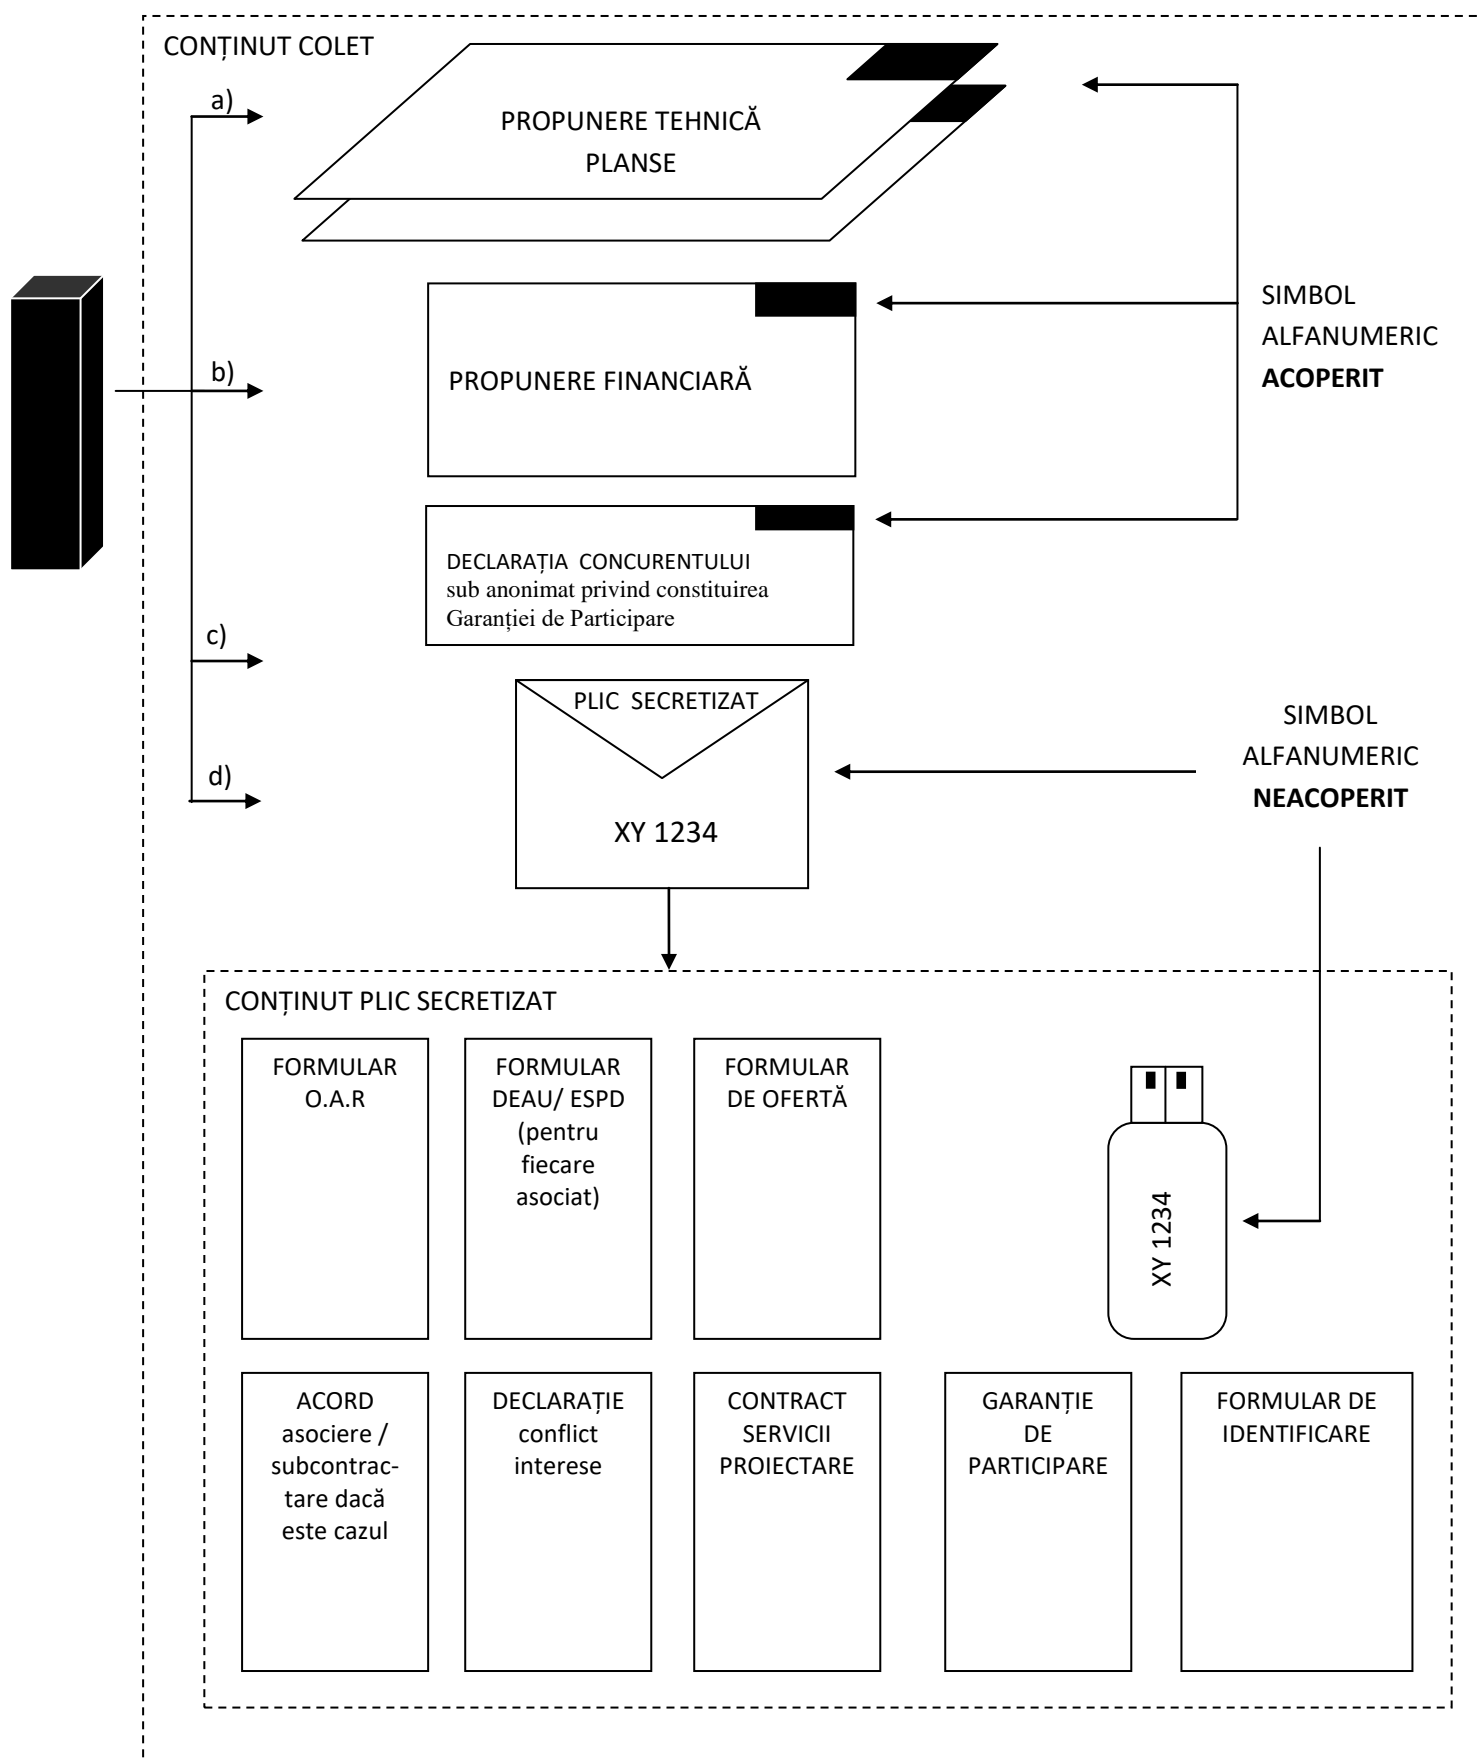 CONȚINUT COLET
a)
PROPUNERE TEHNICĂ
PLANSE
b)
PROPUNERE FINANCIARĂ
SIMBOL
ALFANUMERIC
ACOPERIT
DECLARAȚIA CONCURENTULUI
sub anonimat privind constituirea
Garanției de Participare
c)
PLIC SECRETIZAT
d)
XY 1234
SIMBOL
ALFANUMERIC
NEACOPERIT
CONȚINUT PLIC SECRETIZAT
FORMULAR
O.A.R
FORMULAR
DEAU/ ESPD
(pentru
fiecare
asociat)
FORMULAR
DE OFERTĂ
XY 1234
ACORD
asociere /
subcontrac-
tare dacă
este cazul
DECLARAȚIE
conflict
interese
CONTRACT
SERVICII
PROIECTARE
GARANȚIE
DE
PARTICIPARE
FORMULAR DE
IDENTIFICARE